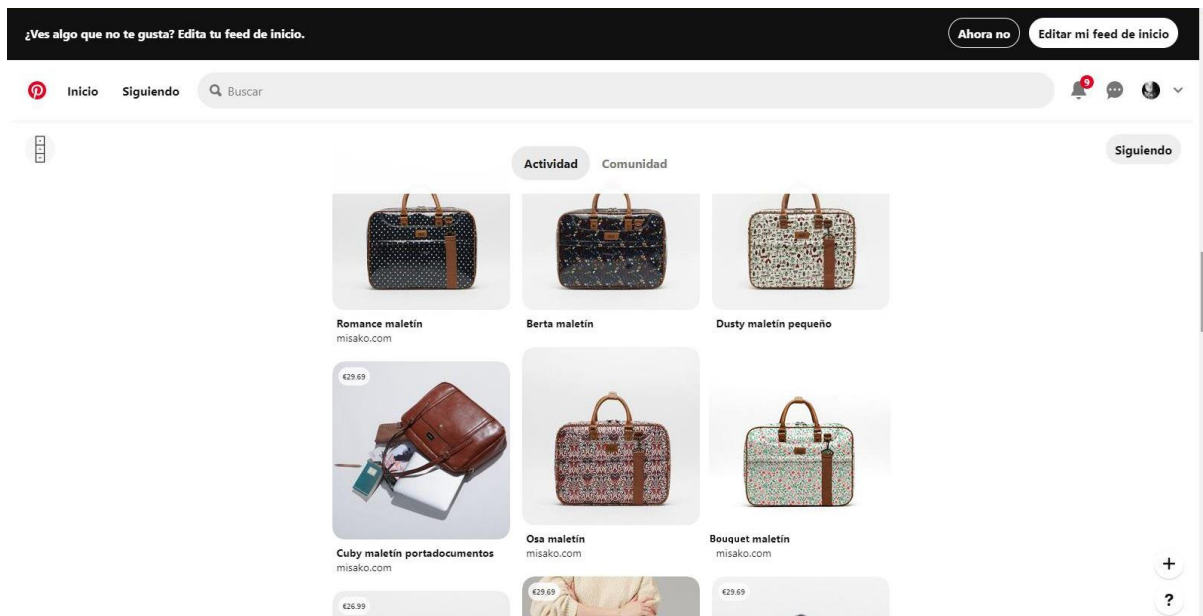 ¿Ves algo que no te gusta? Edita tu feed de inicio.
Ahora no
Editar mi feed de inicio
Inicio
Siguiendo
Buscar
9
Siguiendo
Actividad
Comunidad
Romance maletín
misako.com
Berta maletín
Dusty maletín pequeño
€29.69
Cuby maletín portadocumentos
misako.com
Osa maletín
misako.com
Bouquet maletín
misako.com
€26.99
€29.69
€29.69
+
?